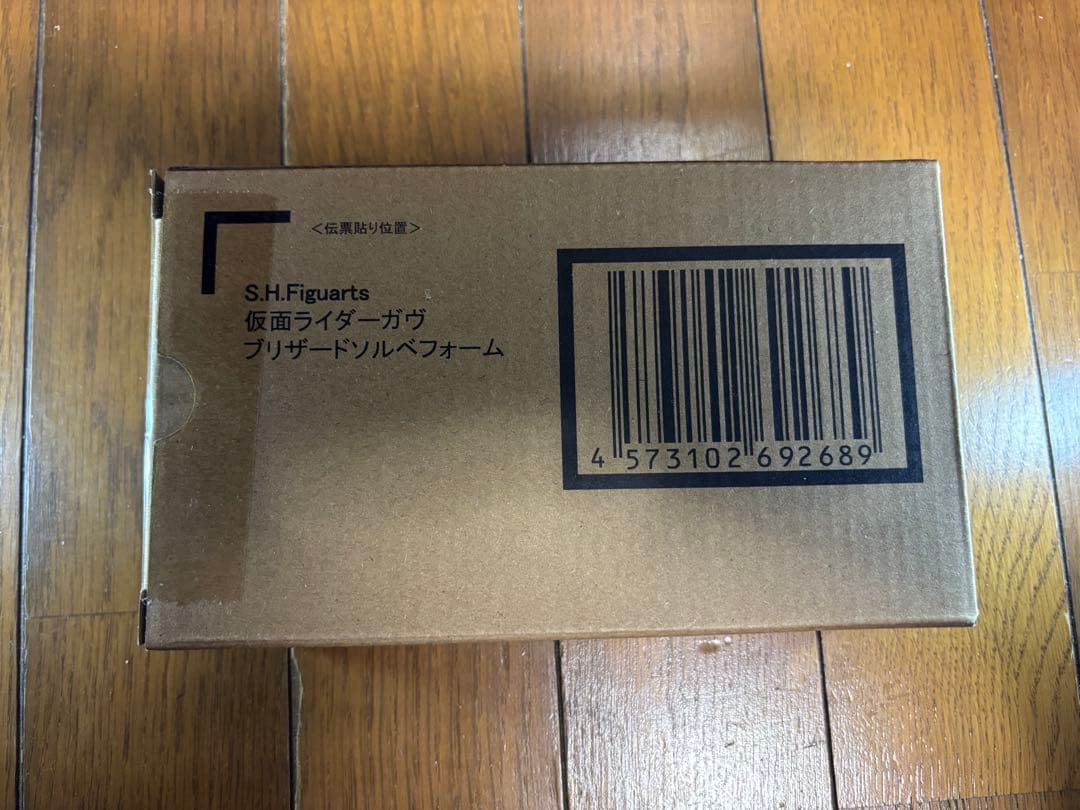 ＜伝票貼り位置＞
S.H.Figuarts
仮面ライダーガヴ
ブリザードソルベフォーム
4 573102 692689